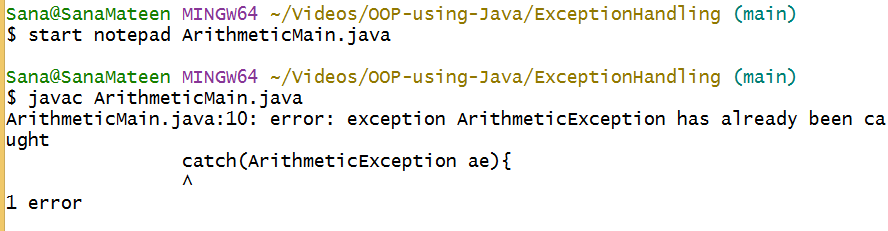 Sana@SanaMateen MINGW64 ~/Videos/OOP-using-Java/ExceptionHandling (main)
$ start notepad ArithmeticMain.java
Sana@SanaMateen MINGW64 ~/Videos/OOP-using-Java/ExceptionHandling (main)
$ javac ArithmeticMain.java
ArithmeticMain.java:10: error: exception ArithmeticException has already been ca
ught
catch(ArithmeticException ae){
^
1 error